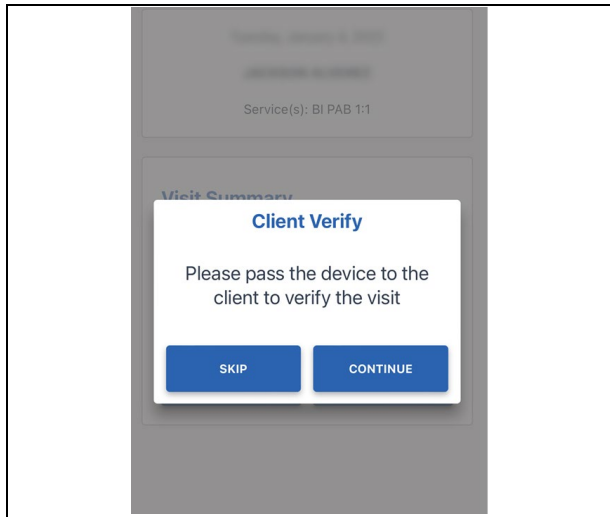 Service(s): BI PAB 1:1
Visit Summary
Client Verify
Please pass the device to the
client to verify the visit
SKIP
CONTINUE